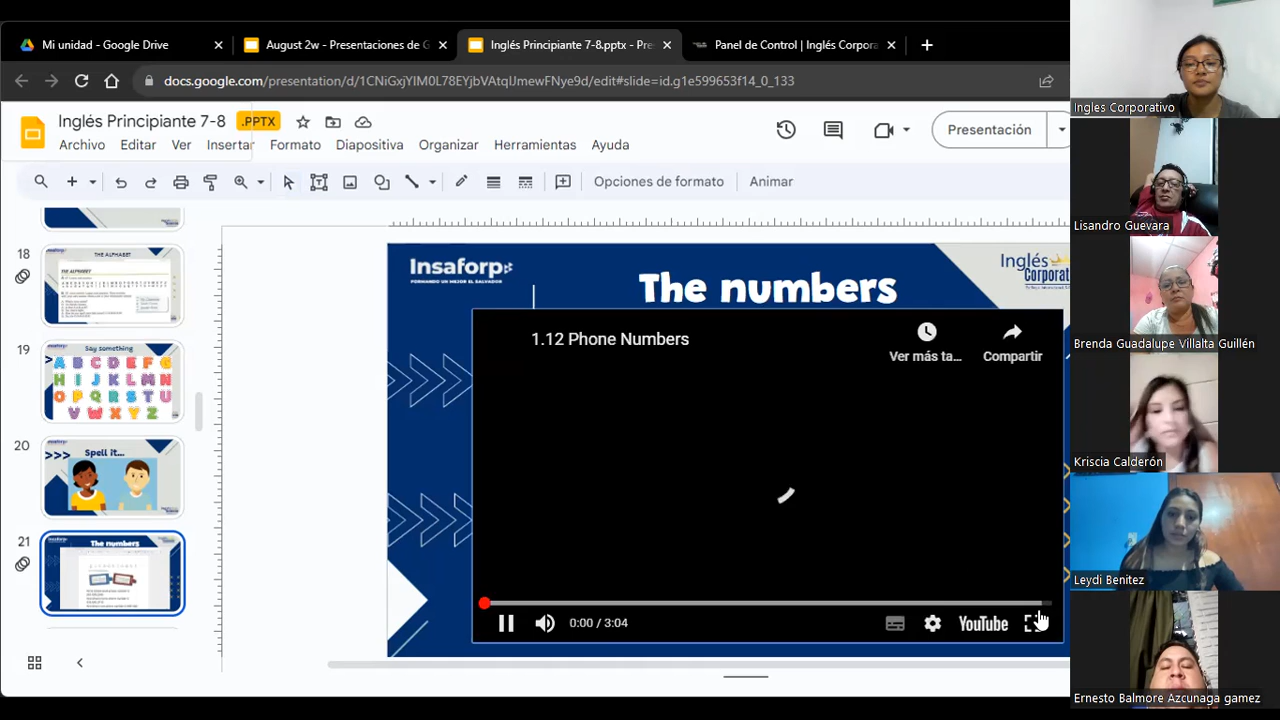 Mi unidad - Google Drive
August 2w - Presentaciones de G
Inglés Principiante 7-8.pptx - Pre
Panel de Control | Inglés Corpora
docs.google.com/presentation/d/1CNiGxjYIM0L78EYjbVAtqUmewFNye9d/edit#slide=id.g1e599653f14_0_133
Inglés Principiante 7-8 .PPTX
Archivo Editar Ver Insertar Formato Diapositiva Organizar Herramientas Ayuda
Presentación
Opciones de formato Animar
18
THE ALPHABET
THE ALPHABET
19
Say something
A B C D E F G
H I J K L M N
O P Q R S T U
V W X Y Z
20
Spell it...
21
The numbers
Insaforp
FORMANDO UN MEJOR EL SALVADOR
The numbers
Inglés
Corporat
1.12 Phone Numbers
Ver más ta...
Compartir
0:00 / 3:04
YouTube
Ingles Corporativo
Lisandro Guevara
Brenda Guadalupe Villalta Guillén
Kriscia Calderón
Leydi Benitez
Ernesto Balmore Azcunaga gamez